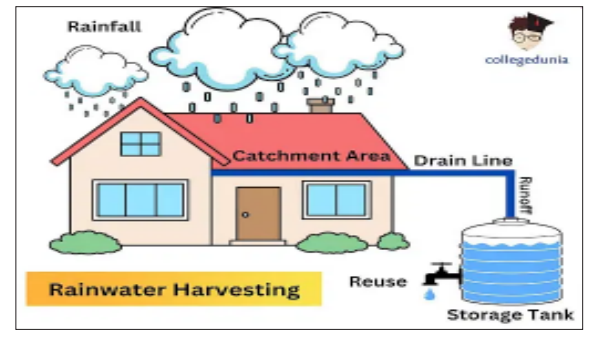 Rainfall
collegedunia
Catchment Area
Drain Line
Runoff
Rainwater Harvesting
Reuse
Storage Tank